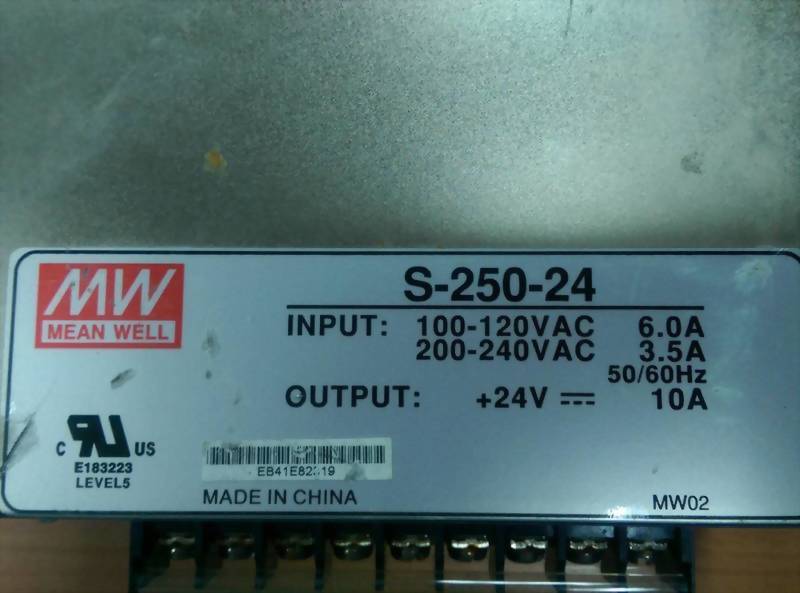 MW
MEAN WELL
S-250-24
INPUT: 100-120VAC 6.0A
200-240VAC 3.5A
50/60Hz
OUTPUT: +24V ⎓ 10A
C UR US
E183223
LEVEL5
MADE IN CHINA
MW02